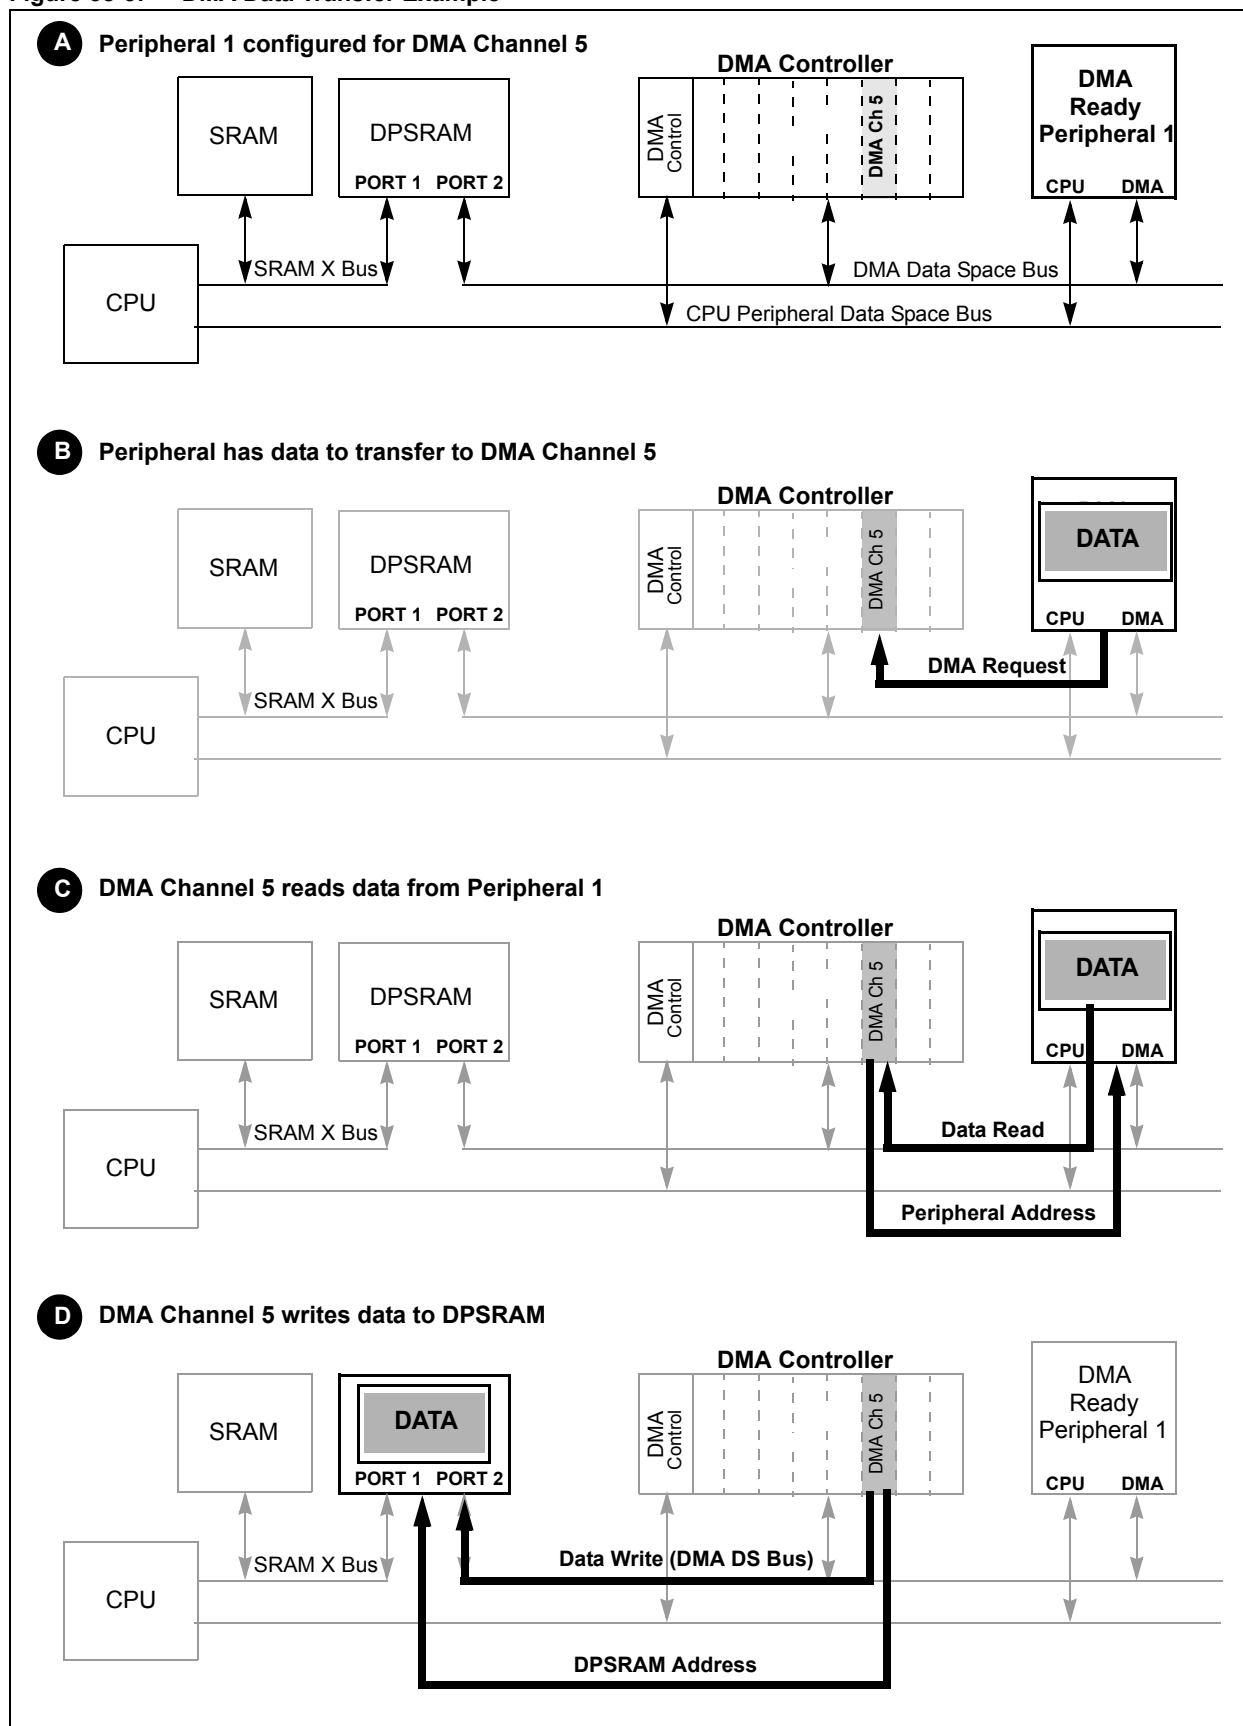 A Peripheral 1 configured for DMA Channel 5
DMA Controller
SRAM
DPSRAM
PORT 1 PORT 2
DMA
Control
DMA Ch 5
DMA
Ready
Peripheral 1
CPU DMA
SRAM X Bus
DMA Data Space Bus
CPU
CPU Peripheral Data Space Bus
B Peripheral has data to transfer to DMA Channel 5
DMA Controller
SRAM
DPSRAM
PORT 1 PORT 2
DMA
Control
DMA Ch 5
DATA
CPU DMA
DMA Request
SRAM X Bus
CPU
C DMA Channel 5 reads data from Peripheral 1
DMA Controller
SRAM
DPSRAM
PORT 1 PORT 2
DMA
Control
DMA Ch 5
DATA
CPU DMA
SRAM X Bus
Data Read
CPU
Peripheral Address
D DMA Channel 5 writes data to DPSRAM
DMA Controller
SRAM
DATA
PORT 1 PORT 2
DMA
Control
DMA Ch 5
DMA
Ready
Peripheral 1
CPU DMA
SRAM X Bus
Data Write (DMA DS Bus)
CPU
DPSRAM Address